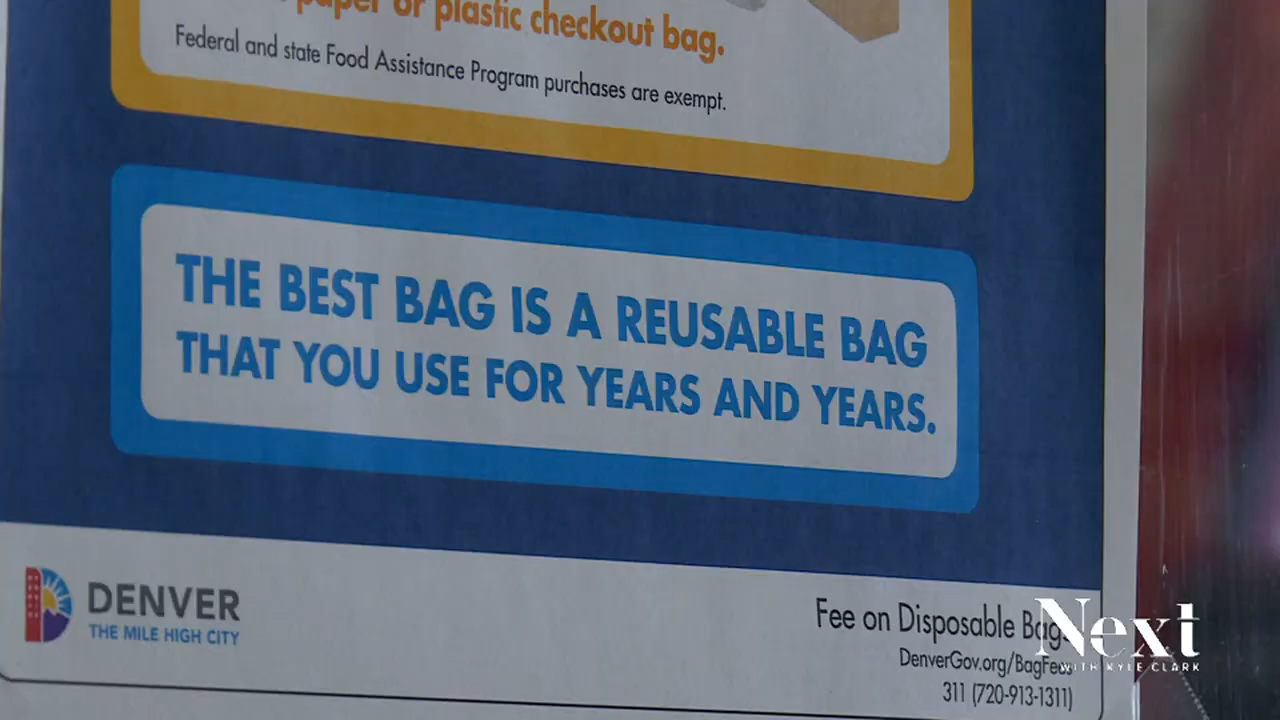 paper or plastic checkout bag.
Federal and state Food Assistance Program purchases are exempt.
THE BEST BAG IS A REUSABLE BAG
THAT YOU USE FOR YEARS AND YEARS.
DENVER
THE MILE HIGH CITY
Fee on Disposable Bags
DenverGov.org/BagFees
311 (720-913-1311)
Next
WITH KYLE CLARK